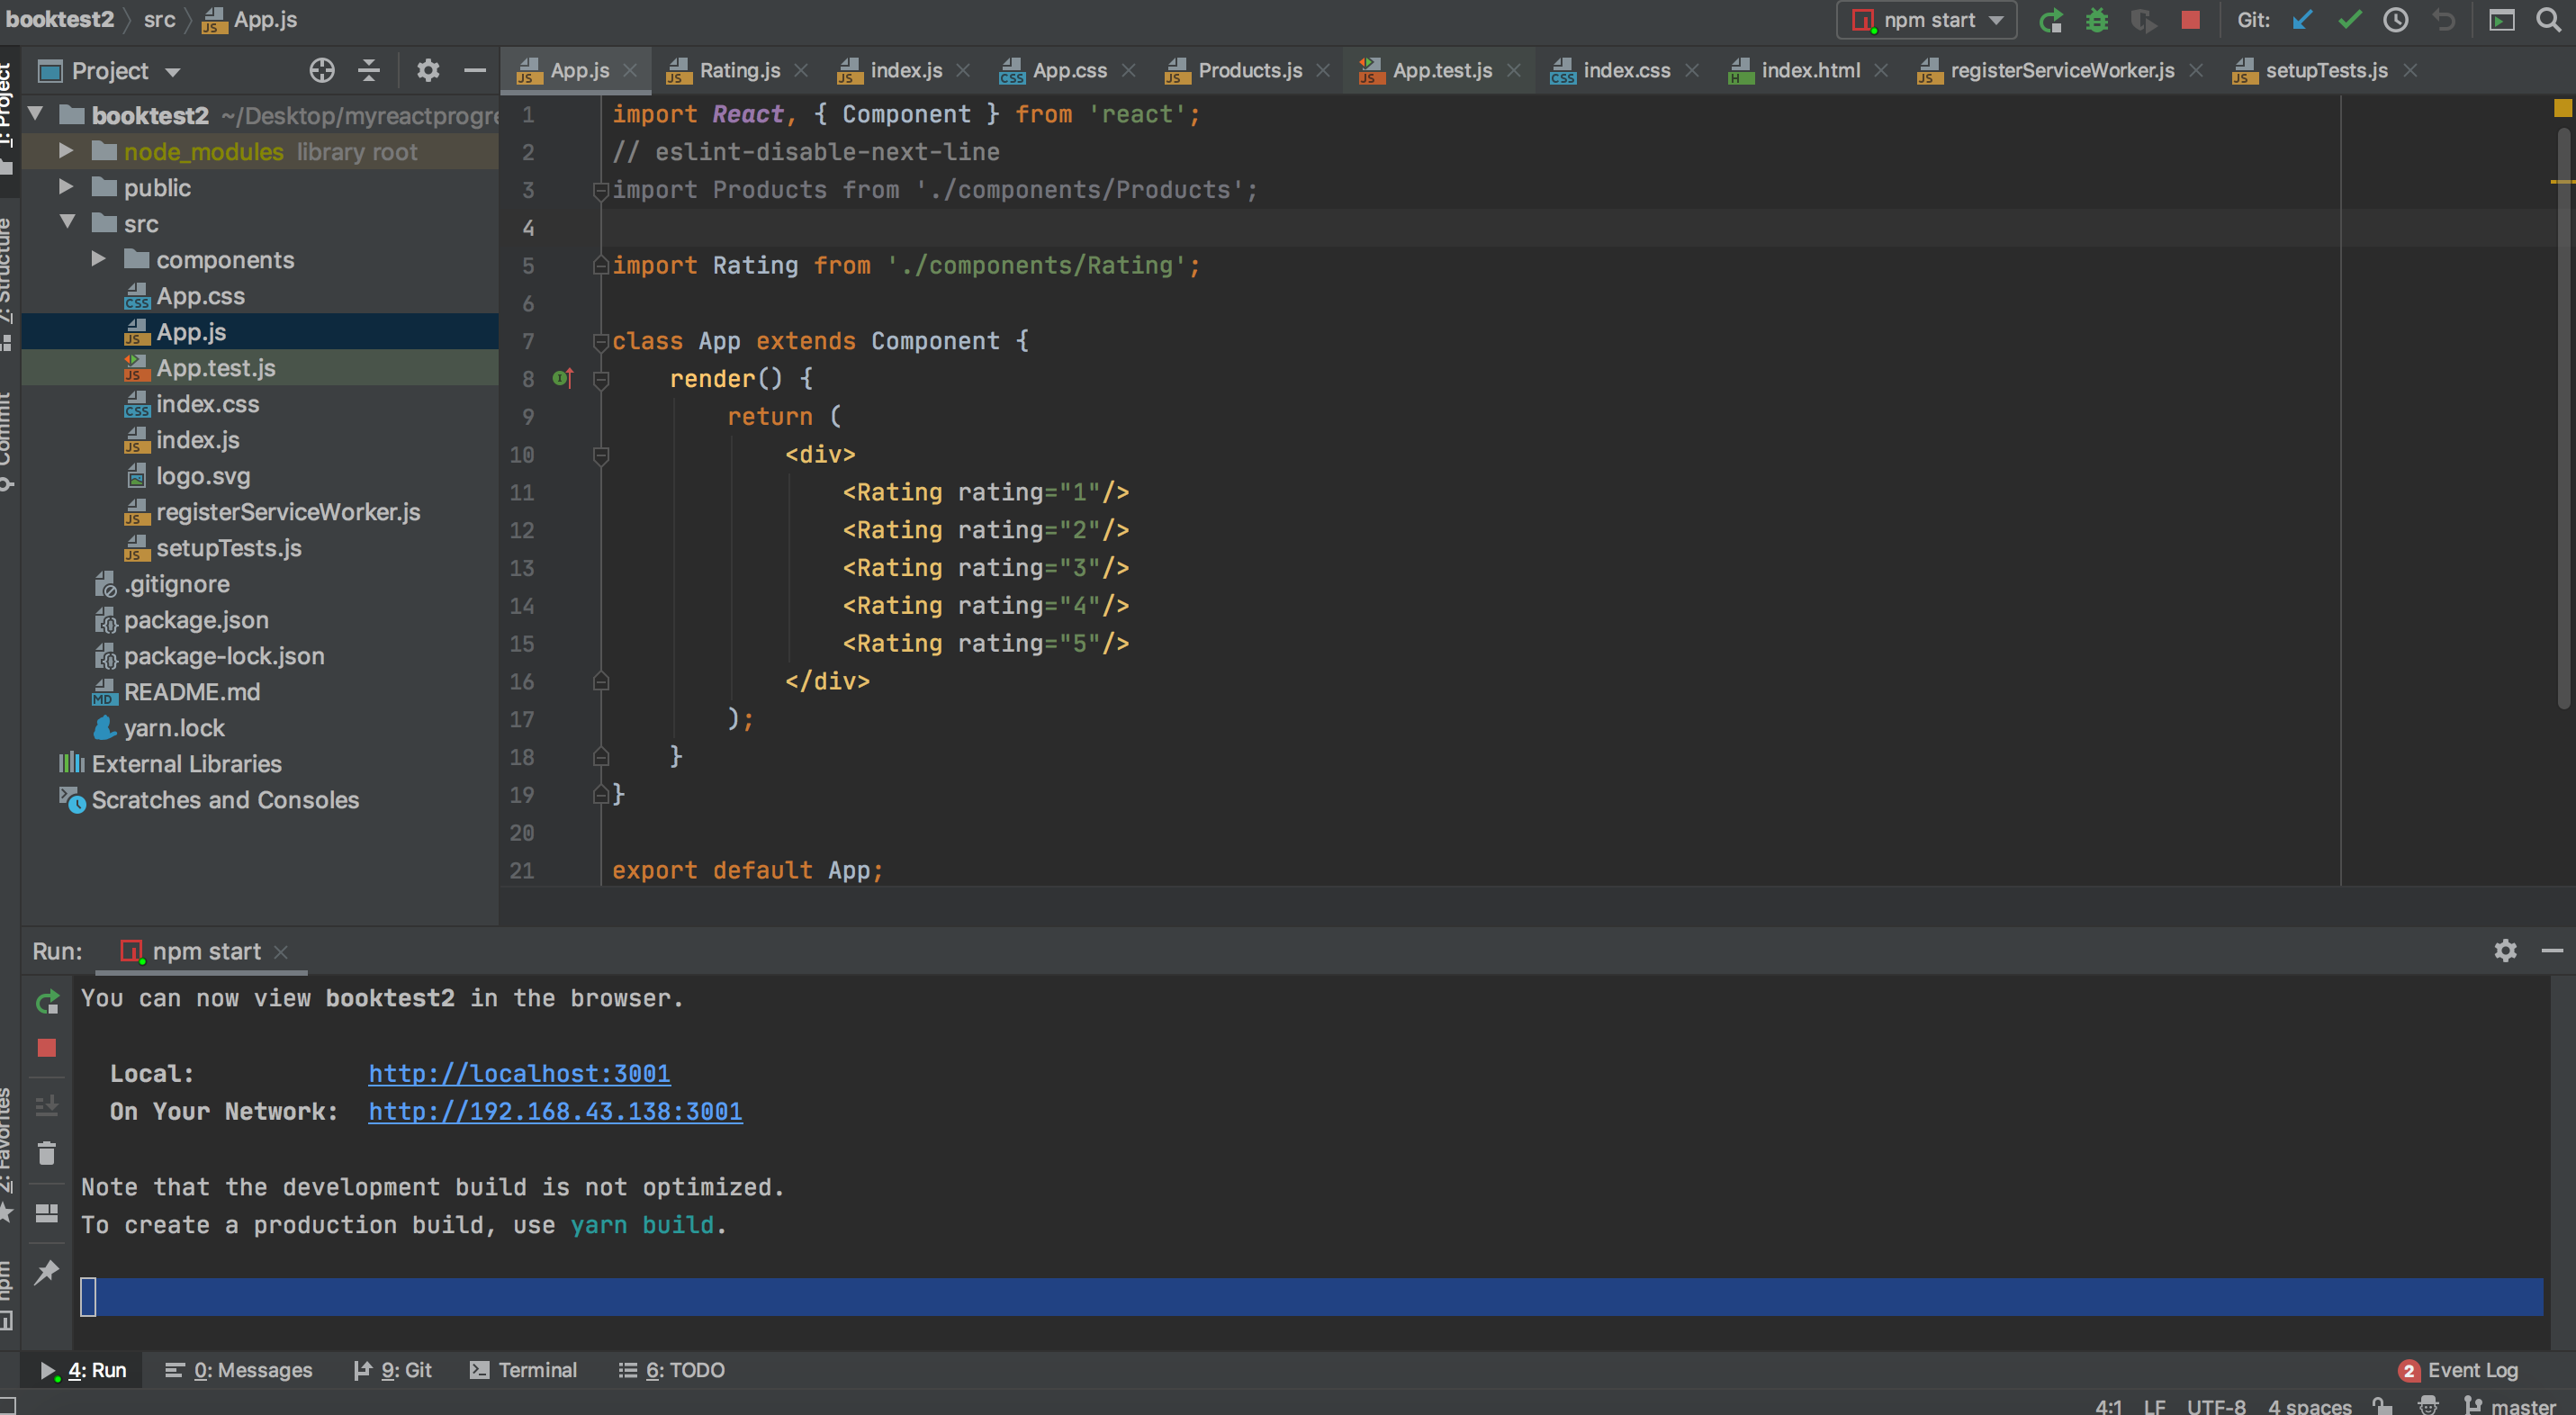 booktest2 src App.js
npm start
Git:
Project
App.js
Rating.js
index.js
App.css
Products.js
App.test.js
index.css
index.html
registerServiceWorker.js
setupTests.js
1: Project
7: Structure
Commit
2: Favorites
npm
booktest2 ~/Desktop/myreactprogre
node_modules library root
public
src
components
App.css
App.js
App.test.js
index.css
index.js
logo.svg
registerServiceWorker.js
setupTests.js
.gitignore
package.json
package-lock.json
README.md
yarn.lock
External Libraries
Scratches and Consoles
1 import React, { Component } from 'react';
2 // eslint-disable-next-line
3 import Products from './components/Products';
4
5 import Rating from './components/Rating';
6
7 class App extends Component {
8 render() {
9 return (
10 <div>
11 <Rating rating="1"/>
12 <Rating rating="2"/>
13 <Rating rating="3"/>
14 <Rating rating="4"/>
15 <Rating rating="5"/>
16 </div>
17 );
18 }
19 }
20
21 export default App;
Run: npm start
You can now view booktest2 in the browser.
Local: http://localhost:3001
On Your Network: http://192.168.43.138:3001
Note that the development build is not optimized.
To create a production build, use yarn build.
4: Run 0: Messages 9: Git Terminal 6: TODO 2 Event Log
4:1 LF UTF-8 4 spaces master